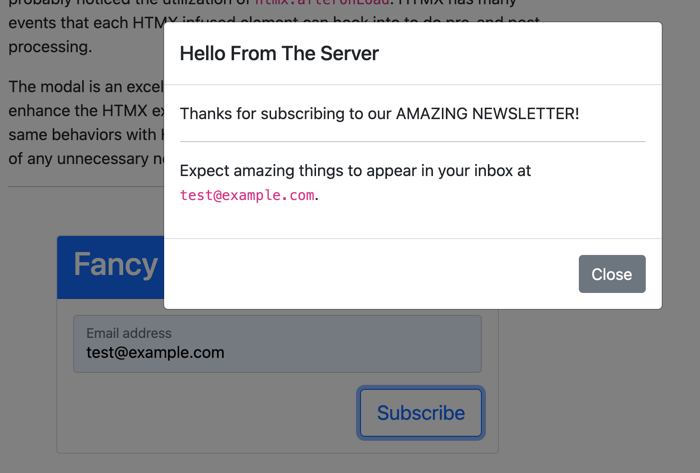 probably noticed the utilization of htmx:afterOnLoad. HTMX has many
events that each HTMX infused element can hook into to do pre- and post-
processing.
Hello From The Server
The modal is an excel
enhance the HTMX ex
same behaviors with
of any unnecessary
Thanks for subscribing to our AMAZING NEWSLETTER!
Expect amazing things to appear in your inbox at
test@example.com.
Close
Fancy
Email address
test@example.com
Subscribe